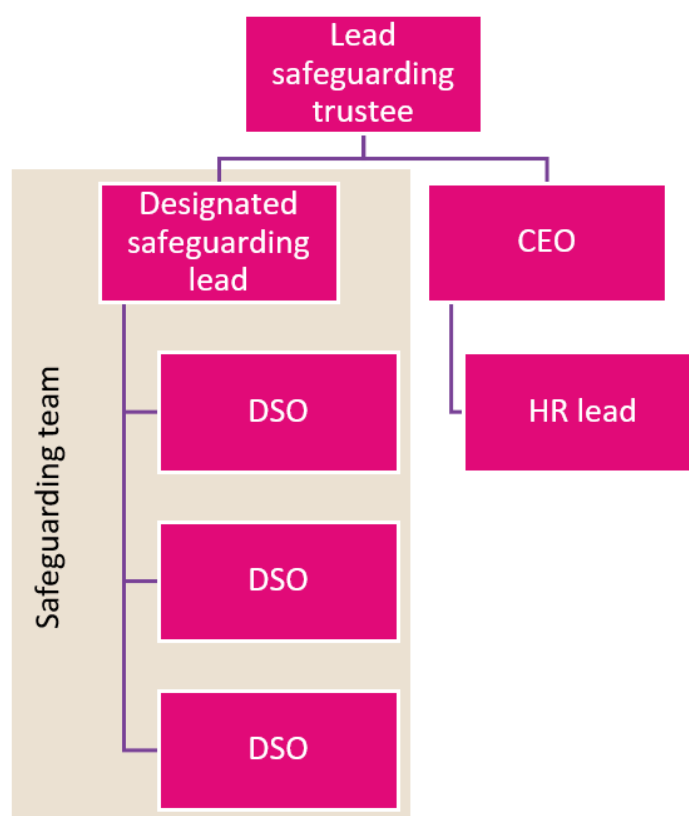 Lead
safeguarding
trustee
Designated
safeguarding
lead
CEO
Safeguarding team
DSO
HR lead
DSO
DSO